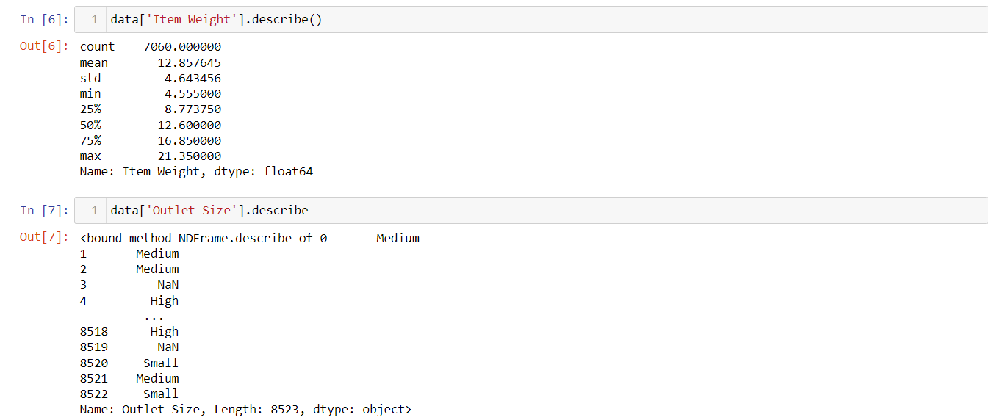 In [6]: 1 data['Item_Weight'].describe()
Out[6]: count    7060.000000
mean       12.857645
std         4.643456
min         4.555000
25%         8.773750
50%        12.600000
75%        16.850000
max        21.350000
Name: Item_Weight, dtype: float64
In [7]: 1 data['Outlet_Size'].describe
Out[7]: <bound method NDFrame.describe of 0       Medium
1       Medium
2       Medium
3          NaN
4         High
...
8518      High
8519       NaN
8520     Small
8521    Medium
8522     Small
Name: Outlet_Size, Length: 8523, dtype: object>